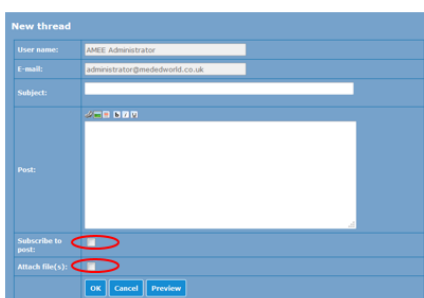 New thread
User name: AMEE Administrator
E-mail: administrator@mededworld.co.uk
Subject:
B I U
Post:
Subscribe to
post:
Attach file(s):
OK Cancel Preview